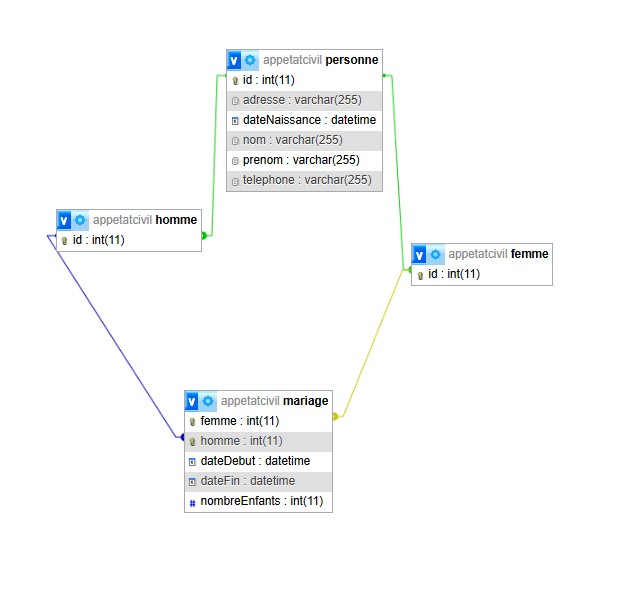 v appetatcivil personne
id : int(11)
adresse : varchar(255)
dateNaissance : datetime
nom : varchar(255)
prenom : varchar(255)
telephone : varchar(255)
v appetatcivil homme
id : int(11)
v appetatcivil femme
id : int(11)
v appetatcivil mariage
femme : int(11)
homme : int(11)
dateDebut : datetime
dateFin : datetime
# nombreEnfants : int(11)